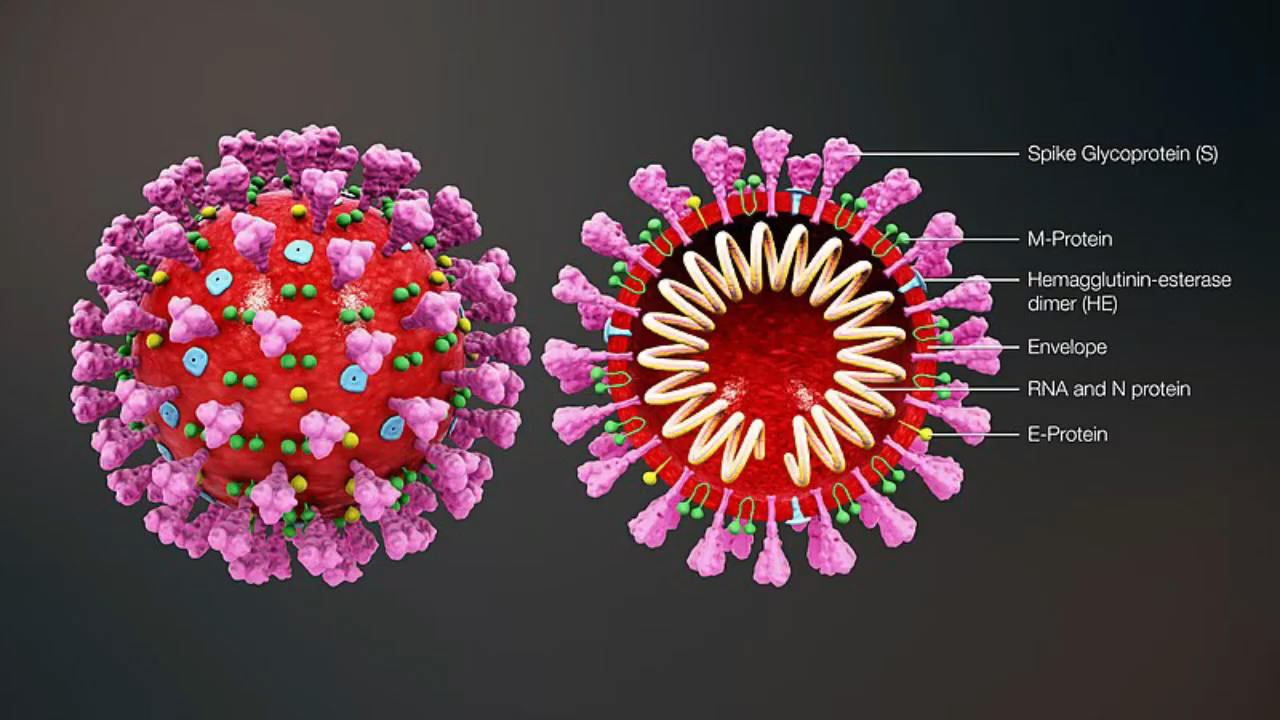 Spike Glycoprotein (S)
M-Protein
Hemagglutinin-esterase
dimer (HE)
Envelope
RNA and N protein
E-Protein